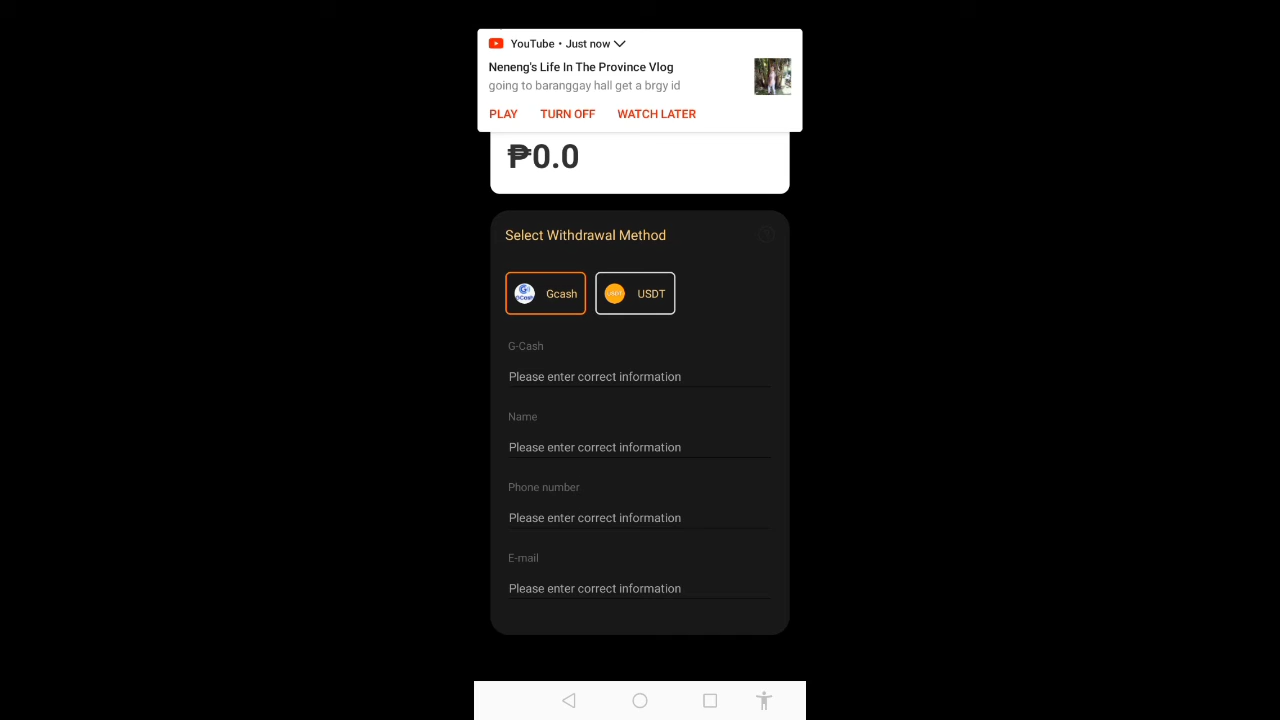 YouTube • Just now
Neneng's Life In The Province Vlog
going to baranggay hall get a brgy id
PLAY TURN OFF WATCH LATER
₱0.0
Select Withdrawal Method
Gcash USDT
G-Cash
Please enter correct information
Name
Please enter correct information
Phone number
Please enter correct information
E-mail
Please enter correct information